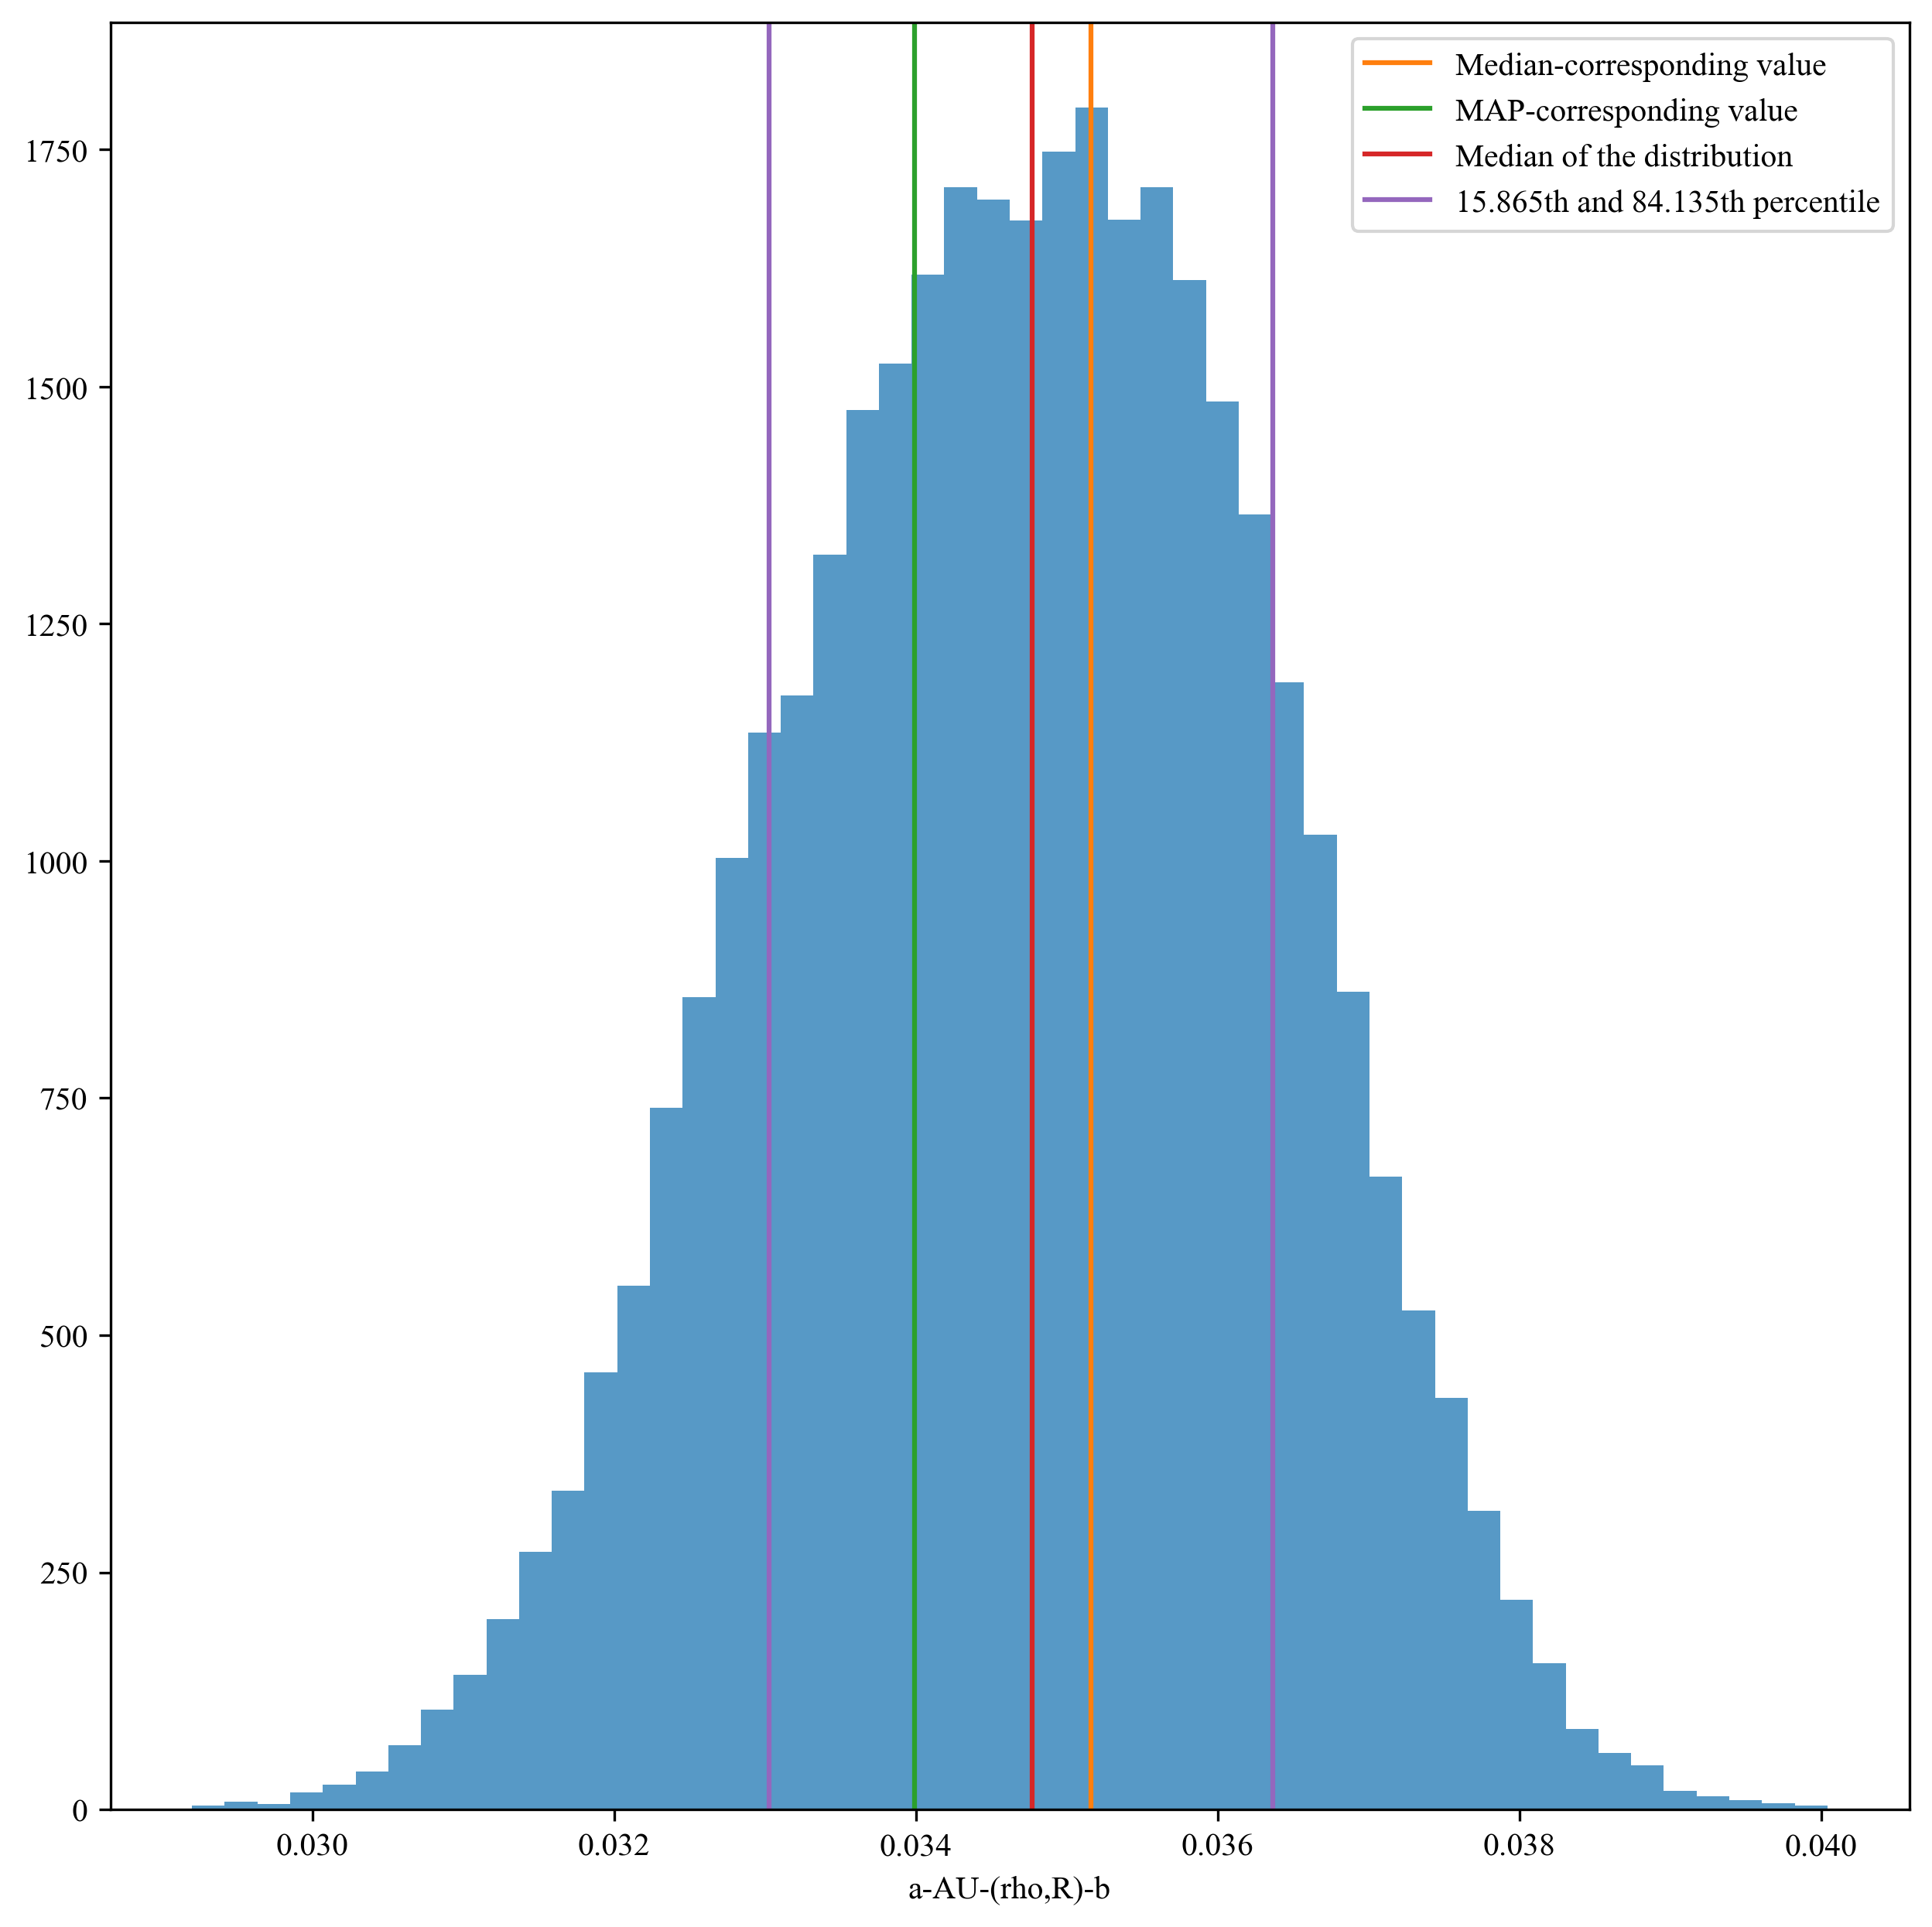 Median-corresponding value
MAP-corresponding value
Median of the distribution
15.865th and 84.135th percentile
1750
1500
1250
1000
750
500
250
0
0.030 0.032 0.034 0.036 0.038 0.040
a-AU-(rho,R)-b